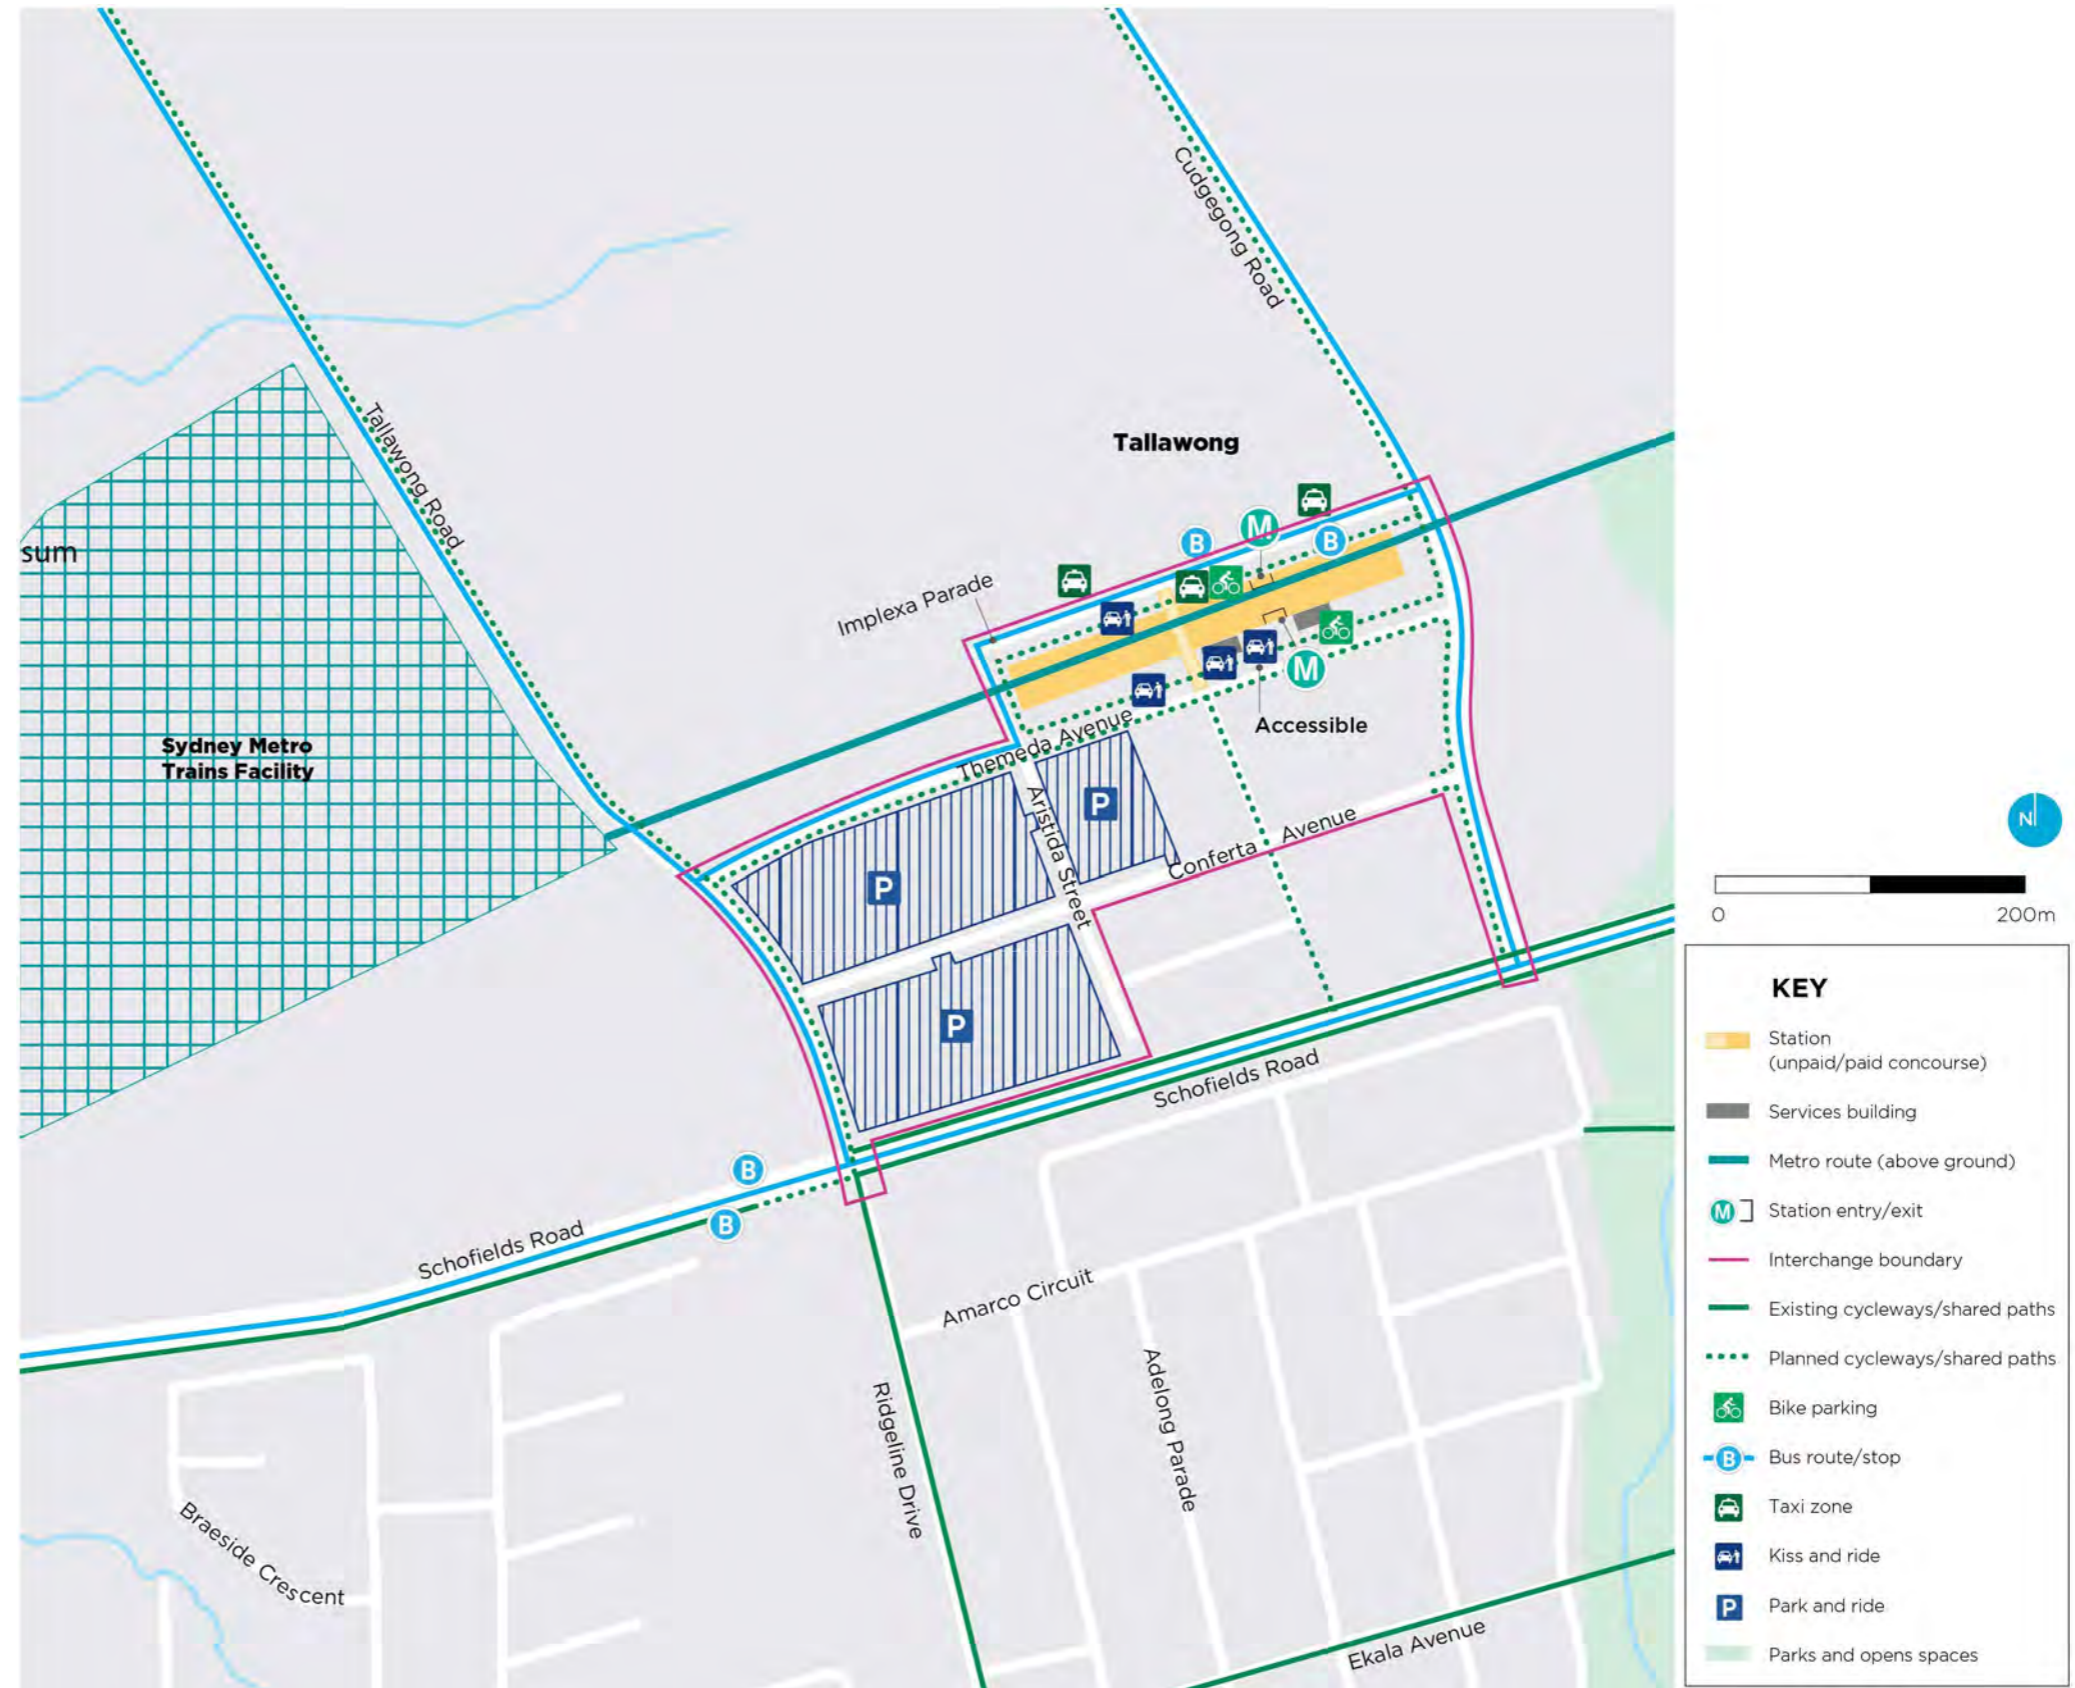 Cudgegong Road
Tallawong Road
Tallawong
sum
M
B
B
Implexa Parade
M
Sydney Metro
Trains Facility
Themeda Avenue
Accessible
P
Aristida Street
Conferta Avenue
P
P
N
0 200m
Schofields Road
B
B
Schofields Road
Amarco Circuit
Adelong Parade
Ridgeline Drive
Braeside Crescent
Ekala Avenue
KEY
Station
(unpaid/paid concourse)
Services building
Metro route (above ground)
M Station entry/exit
Interchange boundary
Existing cycleways/shared paths
Planned cycleways/shared paths
Bike parking
B Bus route/stop
Taxi zone
Kiss and ride
P Park and ride
Parks and opens spaces